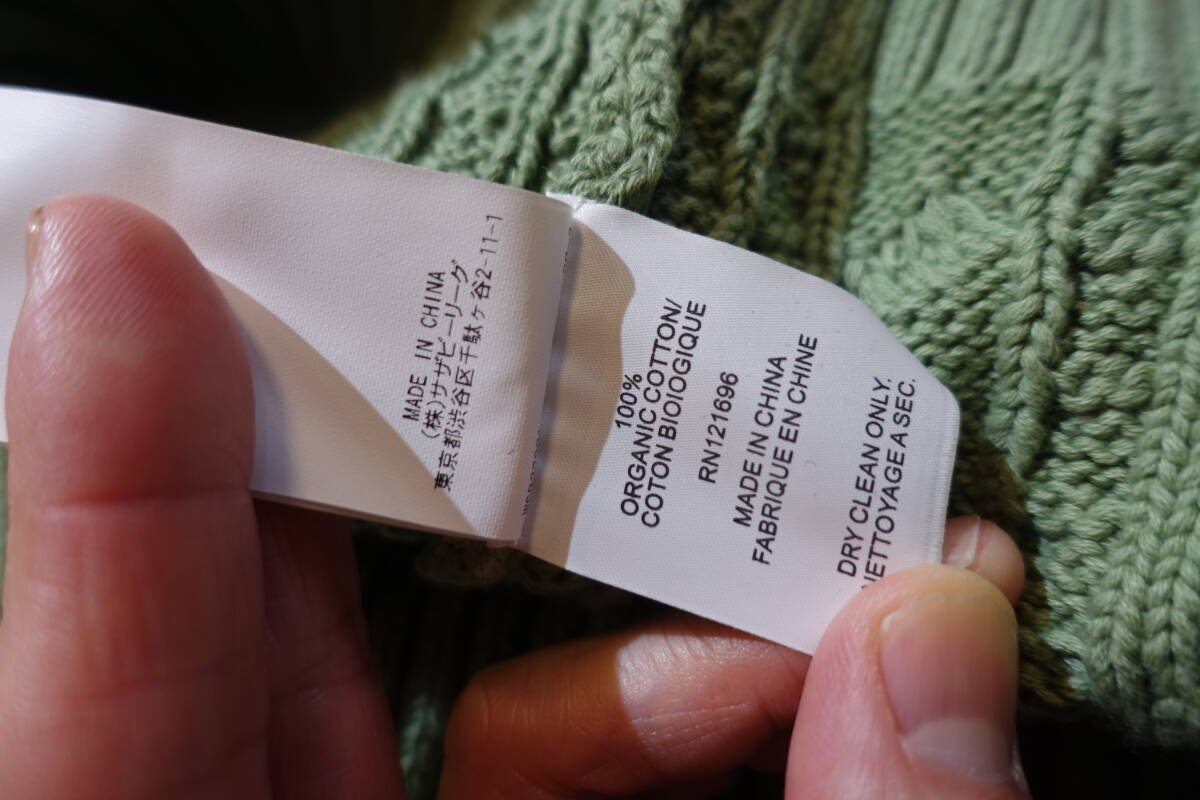 MADE IN CHINA
(株)サザビーリーグ
東京都渋谷区千駄ヶ谷2-11-1
100%
ORGANIC COTTON/
COTON BIOIOGIQUE
RN121696
MADE IN CHINA
FABRIQUE EN CHINE
DRY CLEAN ONLY.
NETTOYAGE A SEC.